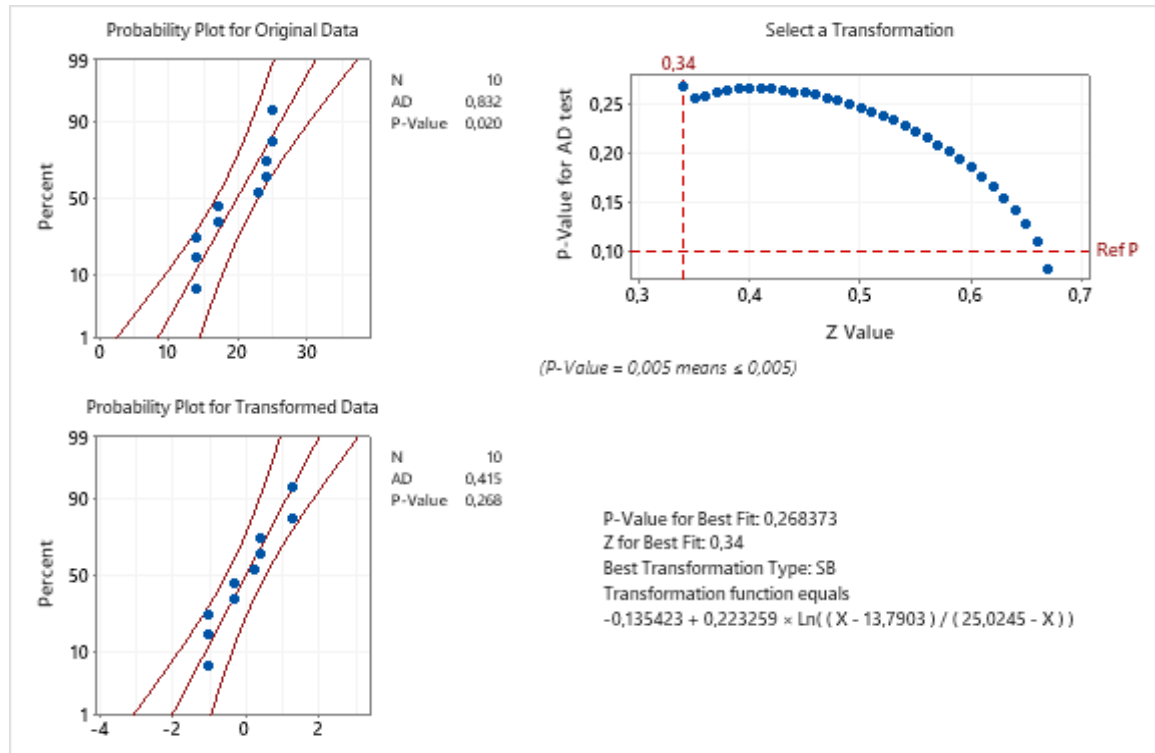 Probability Plot for Original Data
99
90
50
10
1
Percent
0
10
20
30
N 10
AD 0,832
P-Value 0,020
Select a Transformation
0,34
0,25
0,20
0,15
0,10
P-Value for AD test
Ref P
0,3
0,4
0,5
0,6
0,7
Z Value
(P-Value = 0,005 means ≤ 0,005)
Probability Plot for Transformed Data
99
90
50
10
1
Percent
-4
-2
0
2
N 10
AD 0,415
P-Value 0,268
P-Value for Best Fit: 0,268373
Z for Best Fit: 0,34
Best Transformation Type: SB
Transformation function equals
-0,135423 + 0,223259 × Ln( ( X - 13,7903 ) / ( 25,0245 - X ) )